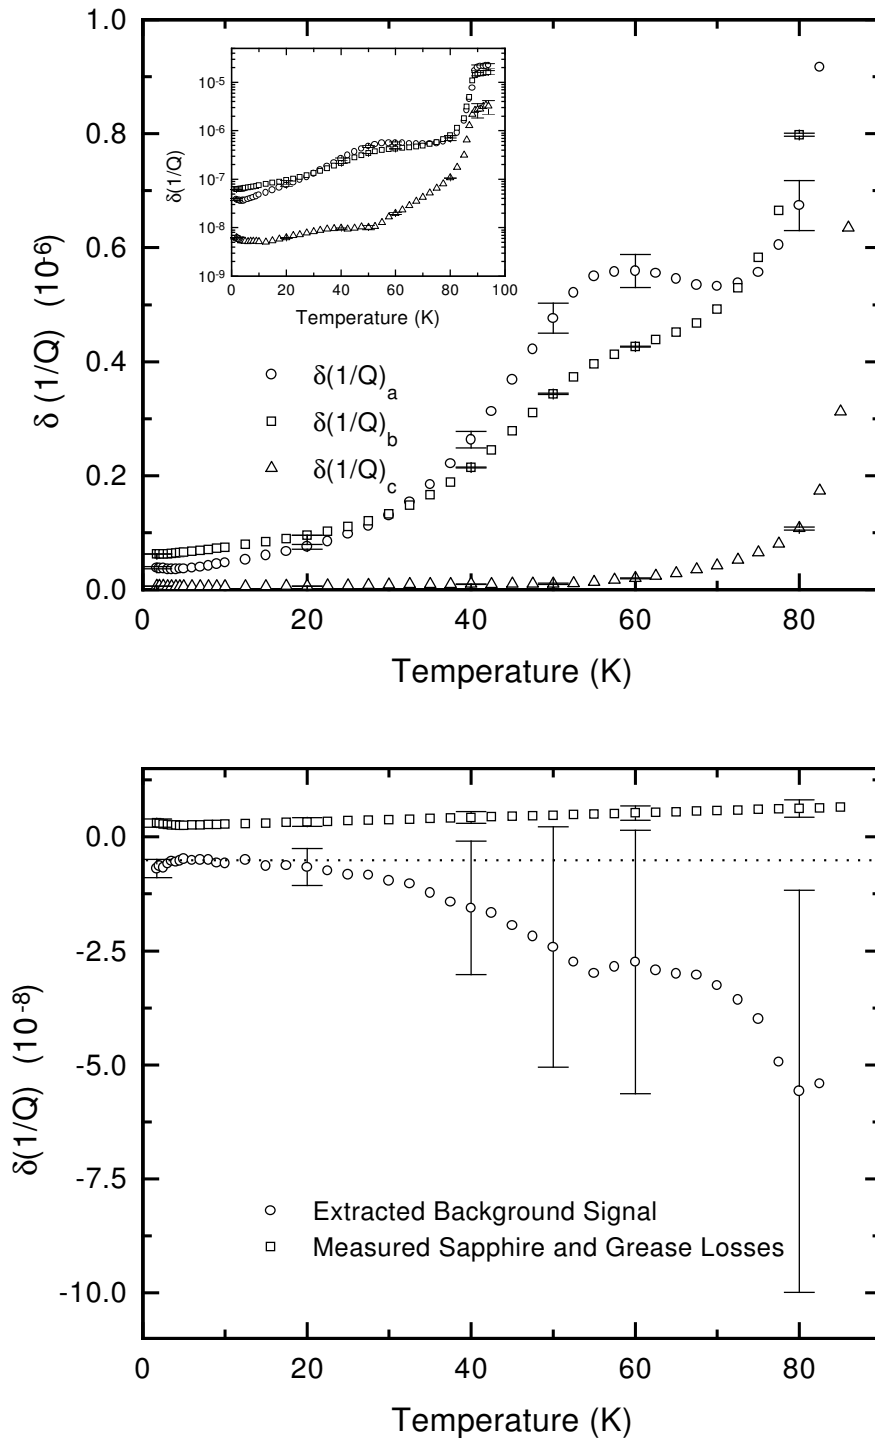 1.0
0.8
0.6
0.4
0.2
0.0
δ (1/Q) (10^-6)
10^-5
10^-6
10^-7
10^-8
10^-9
δ(1/Q)
0 20 40 60 80 100
Temperature (K)
δ(1/Q)_a
δ(1/Q)_b
δ(1/Q)_c
0 20 40 60 80
Temperature (K)
0.0
-2.5
-5.0
-7.5
-10.0
δ(1/Q) (10^-8)
Extracted Background Signal
Measured Sapphire and Grease Losses
0 20 40 60 80
Temperature (K)